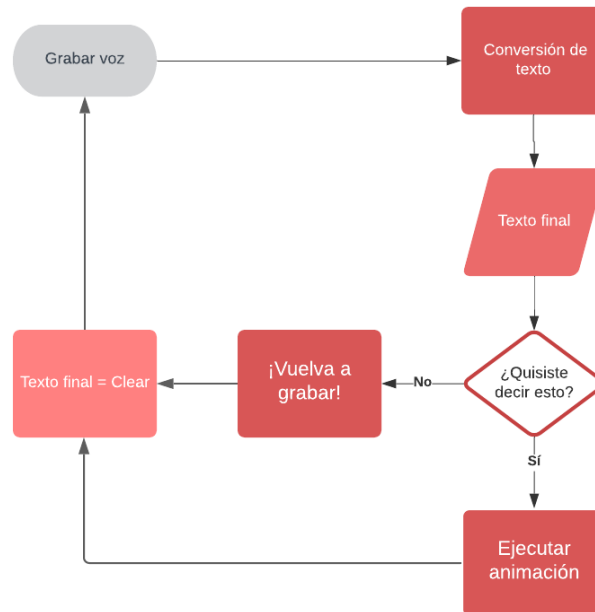 Grabar voz
Conversión de
texto
Texto final
¿Quisiste
decir esto?
No
¡Vuelva a
grabar!
Texto final = Clear
Sí
Ejecutar
animación